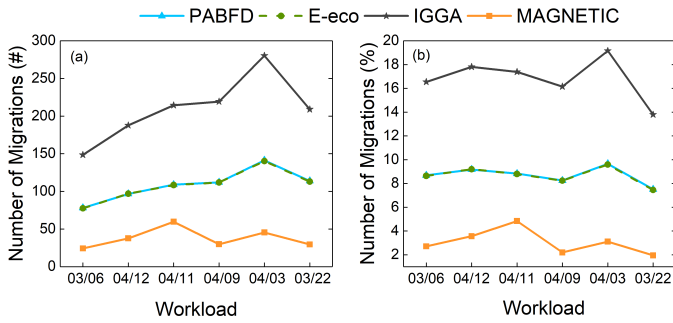 PABFD E-eco IGGA MAGNETIC
(a)
Number of Migrations (#)
300
250
200
150
100
50
0
03/06 04/12 04/11 04/09 04/03 03/22
Workload
(b)
Number of Migrations (%)
20
18
16
14
12
10
8
6
4
2
03/06 04/12 04/11 04/09 04/03 03/22
Workload